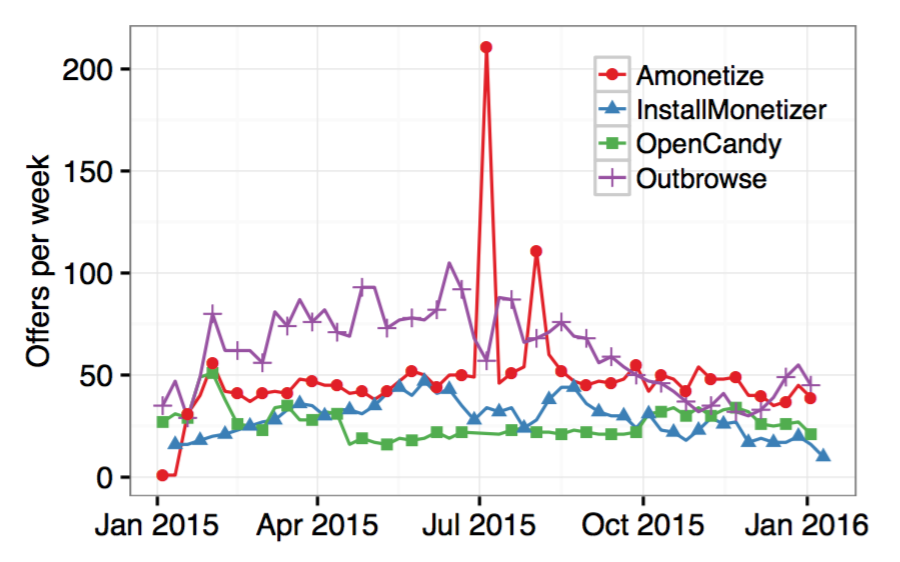 Offers per week
200
150
100
50
0
Jan 2015 Apr 2015 Jul 2015 Oct 2015 Jan 2016
Amonetize
InstallMonetizer
OpenCandy
Outbrowse